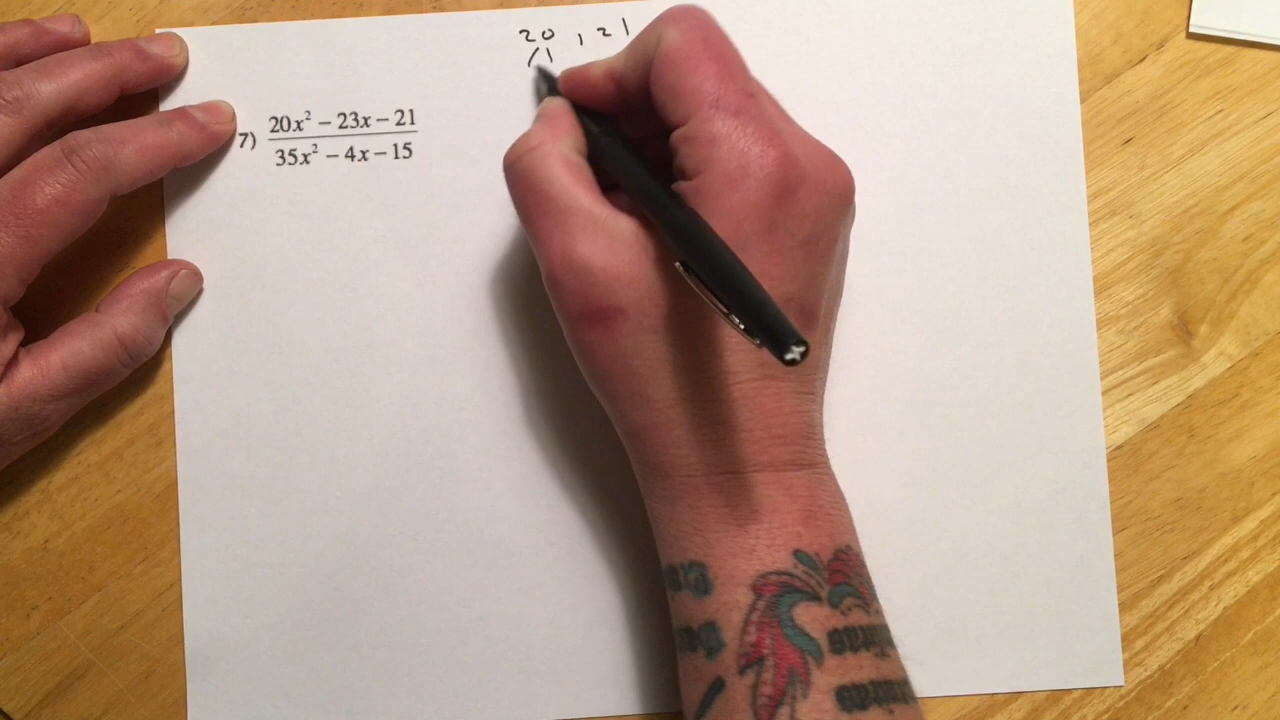 20 , 21
7) 20x² − 23x − 21
35x² − 4x − 15